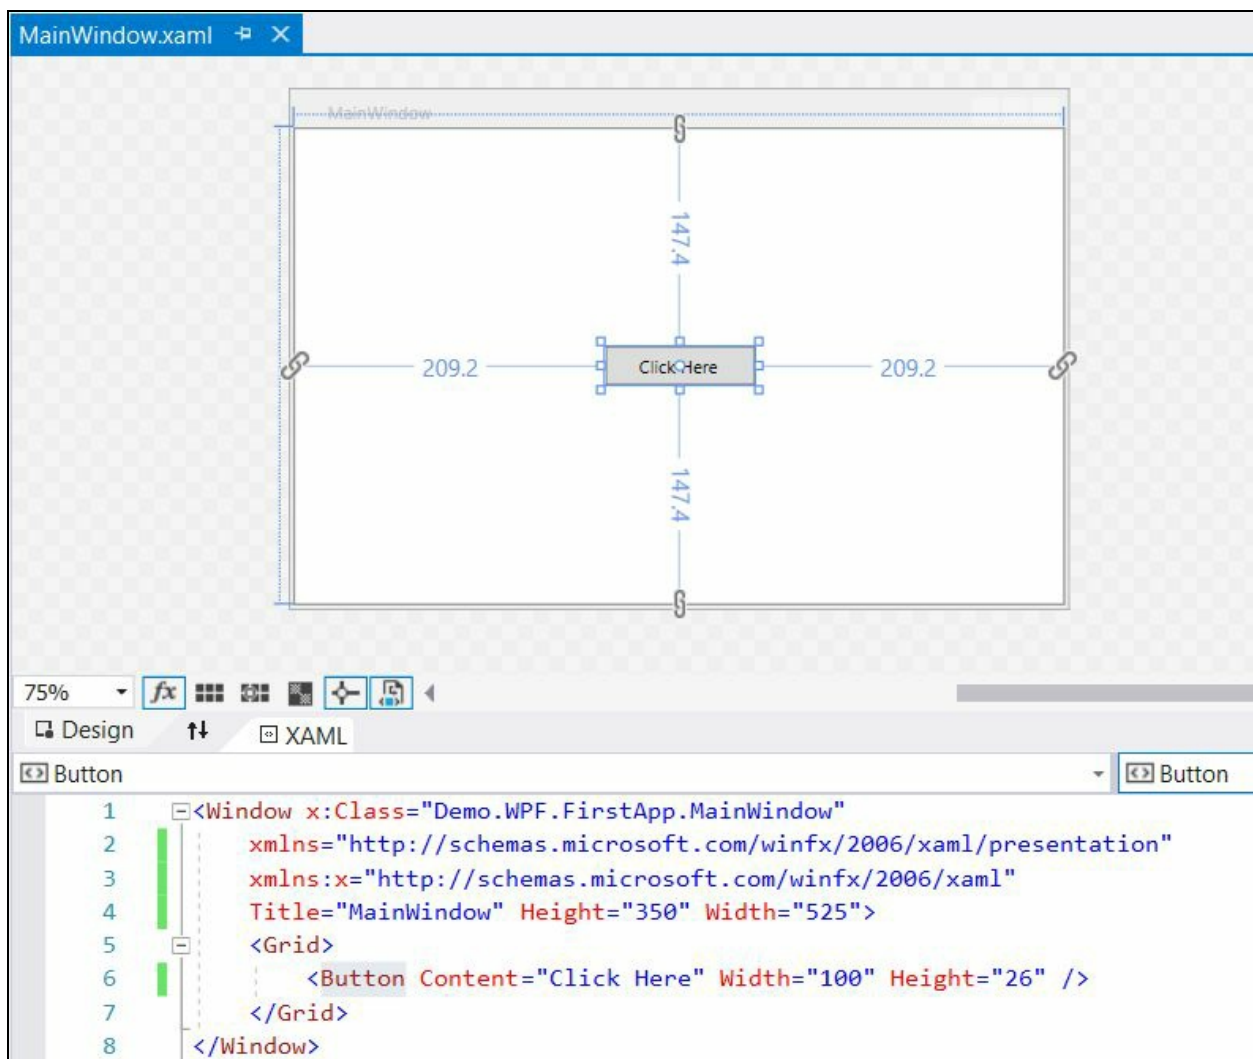 MainWindow.xaml
MainWindow
147.4
209.2
Click Here
209.2
147.4
75%
fx
Design
XAML
Button
Button
1 <Window x:Class="Demo.WPF.FirstApp.MainWindow"
2 xmlns="http://schemas.microsoft.com/winfx/2006/xaml/presentation"
3 xmlns:x="http://schemas.microsoft.com/winfx/2006/xaml"
4 Title="MainWindow" Height="350" Width="525">
5 <Grid>
6 <Button Content="Click Here" Width="100" Height="26" />
7 </Grid>
8 </Window>